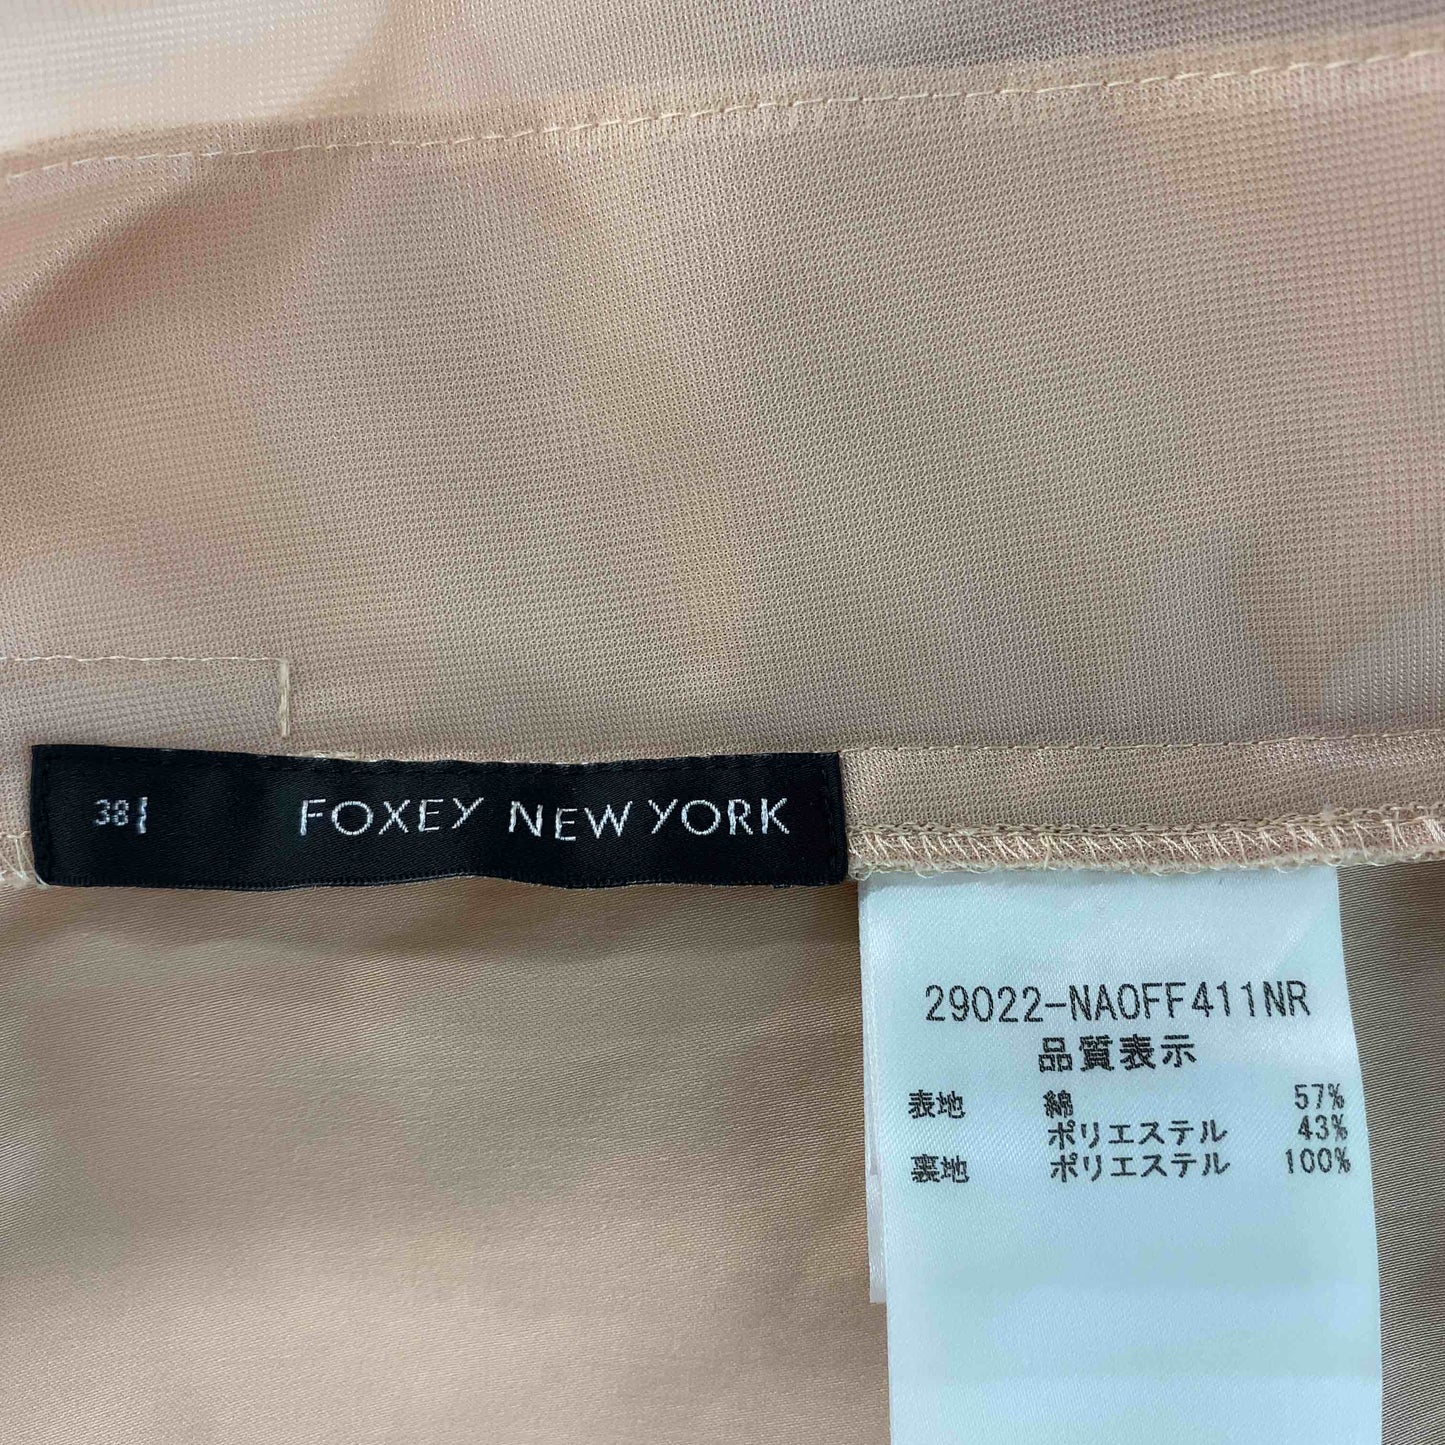 38
FOXEY NEW YORK
29022-NAOFF411NR
品質表示
表地 綿 57%
ポリエステル 43%
裏地 ポリエステル 100%